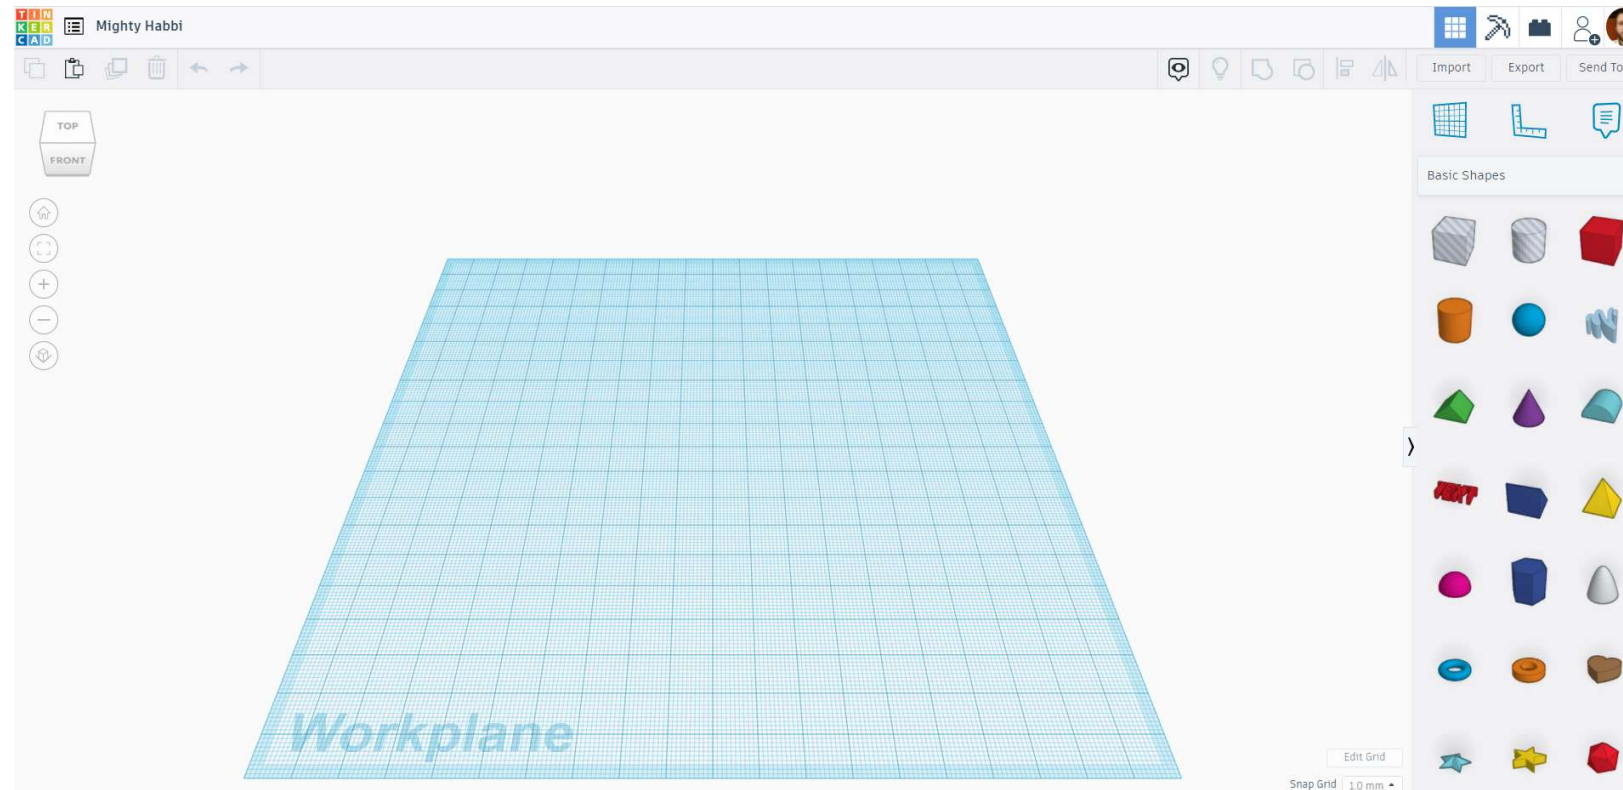 TIN
KER
CAD
Mighty Habbi
Import
Export
Send To
TOP
FRONT
Basic Shapes
TEXT
Workplane
Edit Grid
Snap Grid 1.0 mm